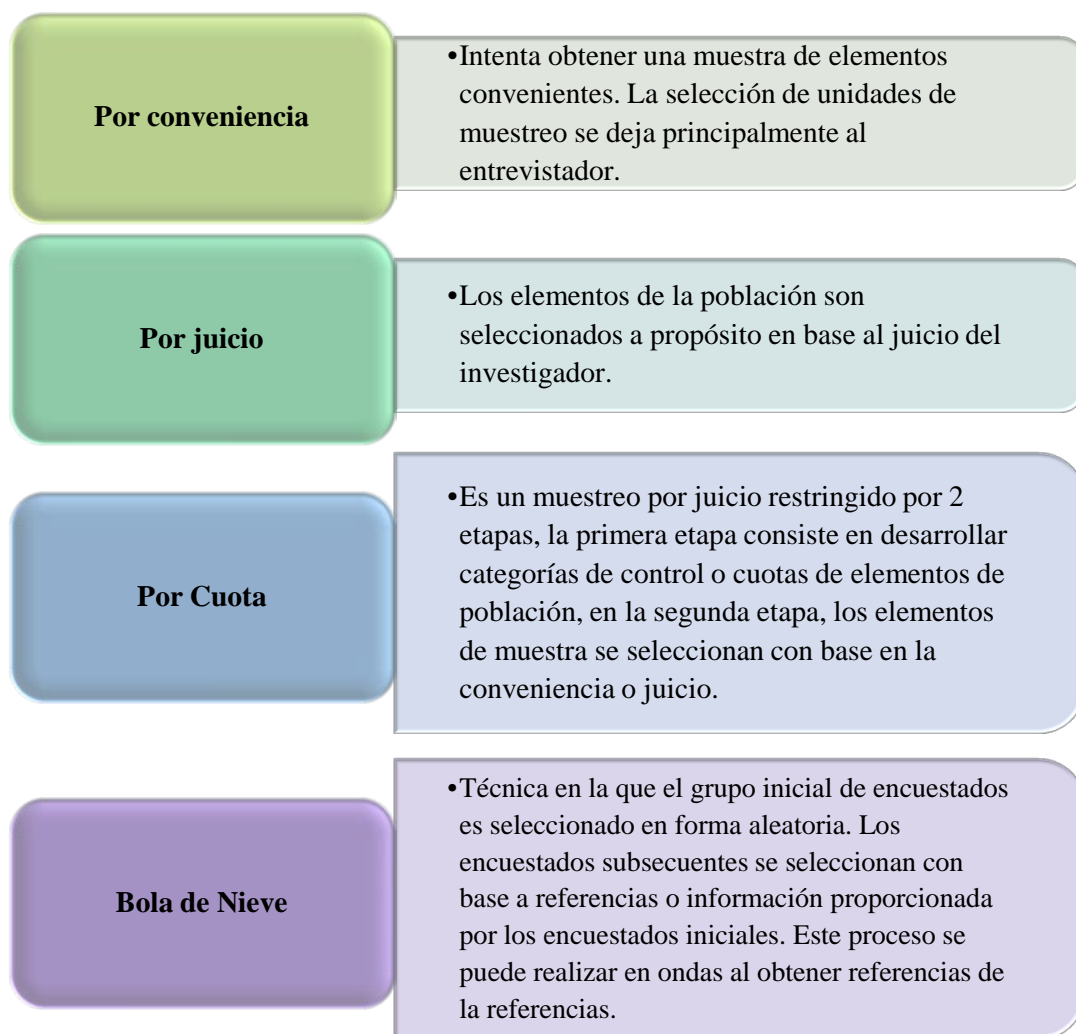 Por conveniencia
•Intenta obtener una muestra de elementos
convenientes. La selección de unidades de
muestreo se deja principalmente al
entrevistador.
Por juicio
•Los elementos de la población son
seleccionados a propósito en base al juicio del
investigador.
Por Cuota
•Es un muestreo por juicio restringido por 2
etapas, la primera etapa consiste en desarrollar
categorías de control o cuotas de elementos de
población, en la segunda etapa, los elementos
de muestra se seleccionan con base en la
conveniencia o juicio.
Bola de Nieve
•Técnica en la que el grupo inicial de encuestados
es seleccionado en forma aleatoria. Los
encuestados subsecuentes se seleccionan con
base a referencias o información proporcionada
por los encuestados iniciales. Este proceso se
puede realizar en ondas al obtener referencias de
la referencias.